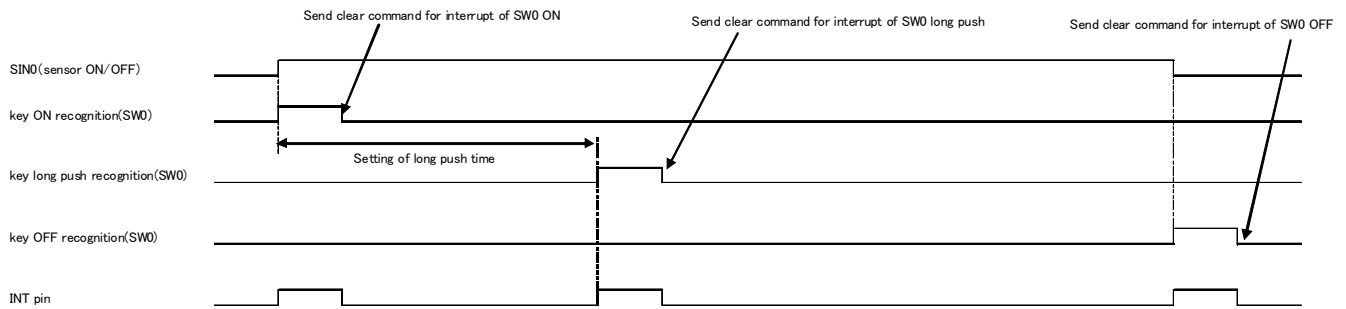 Send clear command for interrupt of SW0 ON
Send clear command for interrupt of SW0 long push
Send clear command for interrupt of SW0 OFF
SIN0(sensor ON/OFF)
key ON recognition(SW0)
Setting of long push time
key long push recognition(SW0)
key OFF recognition(SW0)
INT pin